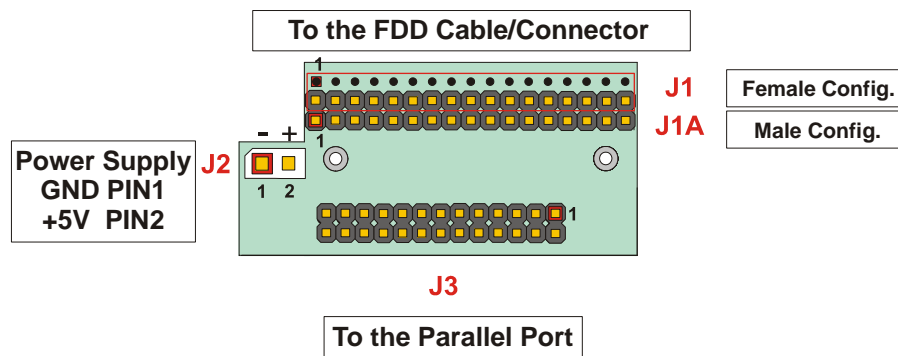 To the FDD Cable/Connector
1
J1
Female Config.
J1A
Male Config.
1
- +
Power Supply
GND PIN1
+5V PIN2
J2
1 2
1
J3
To the Parallel Port